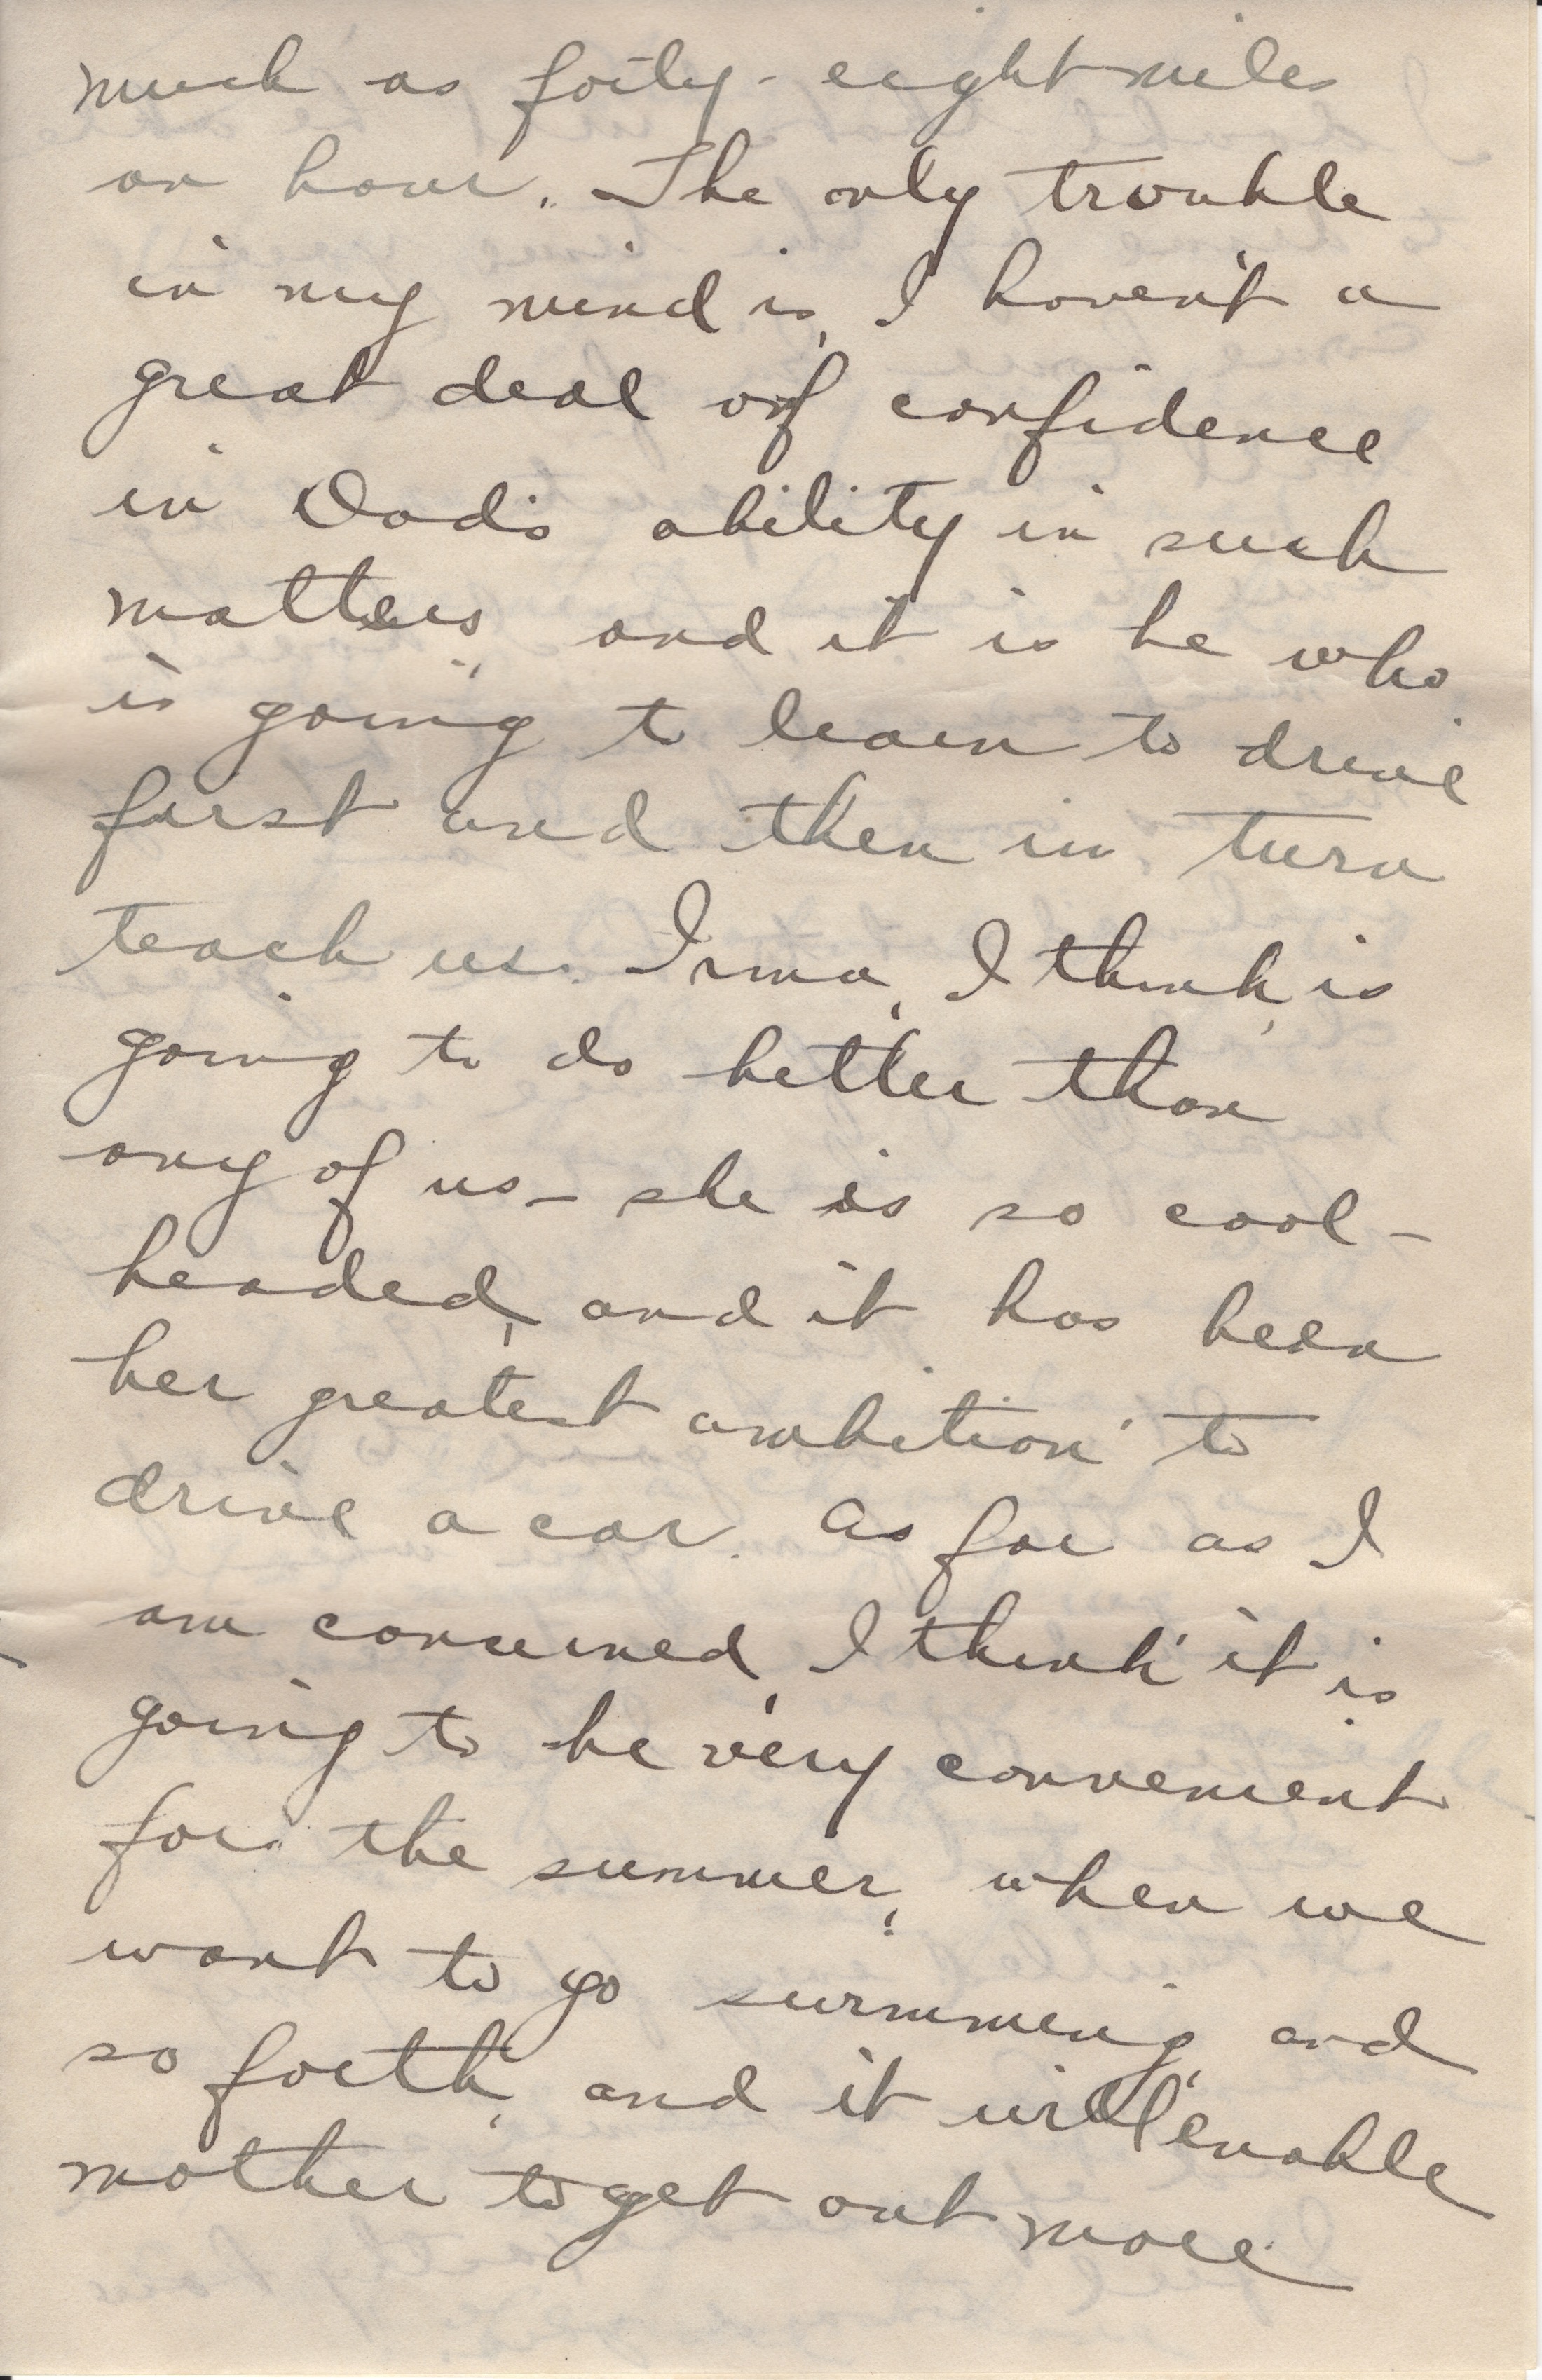 much as forty-eight miles
an hour. The only trouble
in my mind is, I haven't a
great deal of confidence
in Dad's ability in such
matters, and it is he who
is going to learn to drive
first and then in turn
teach us. Irma, I think, is
going to do better than
any of us — she is so cool-
headed, and it has been
her greatest ambition to
drive a car. As far as I
am concerned, I think it is
going to be very convenient
for the summer, when we
want to go swimming, and
so forth, and it will enable
mother to get out more